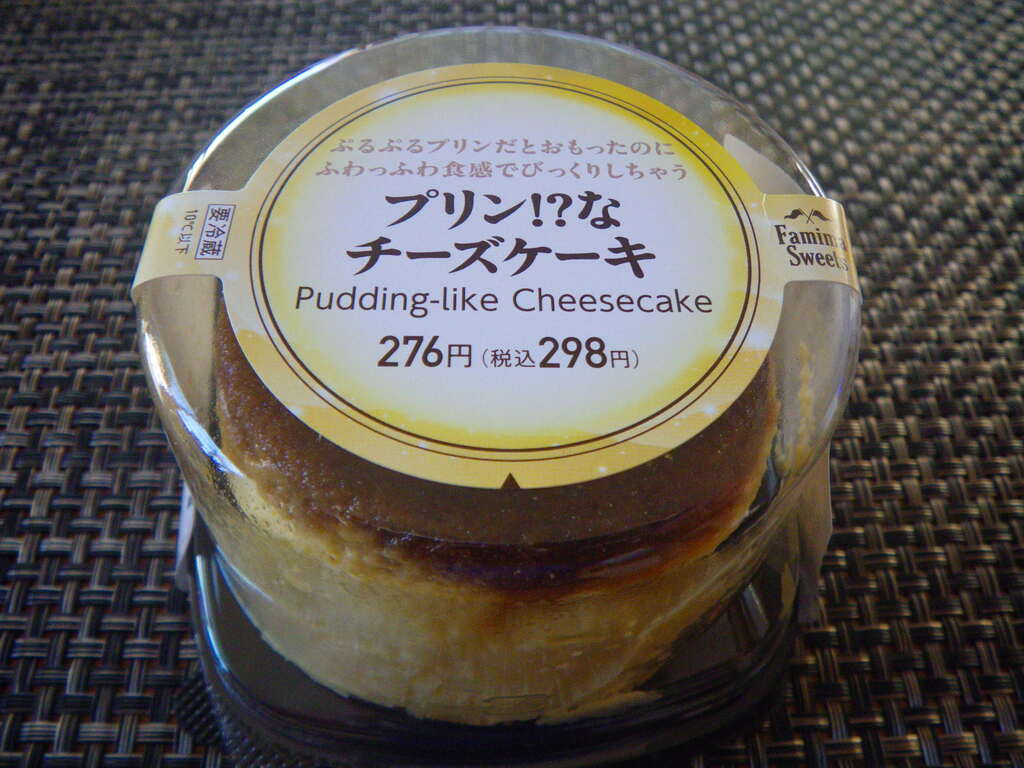 ぷるぷるプリンだとおもったのに
ふわっふわ食感でびっくりしちゃう
プリン!?な
チーズケーキ
Pudding-like Cheesecake
276円(税込298円)
要冷蔵
10℃以下
Famima
Sweets